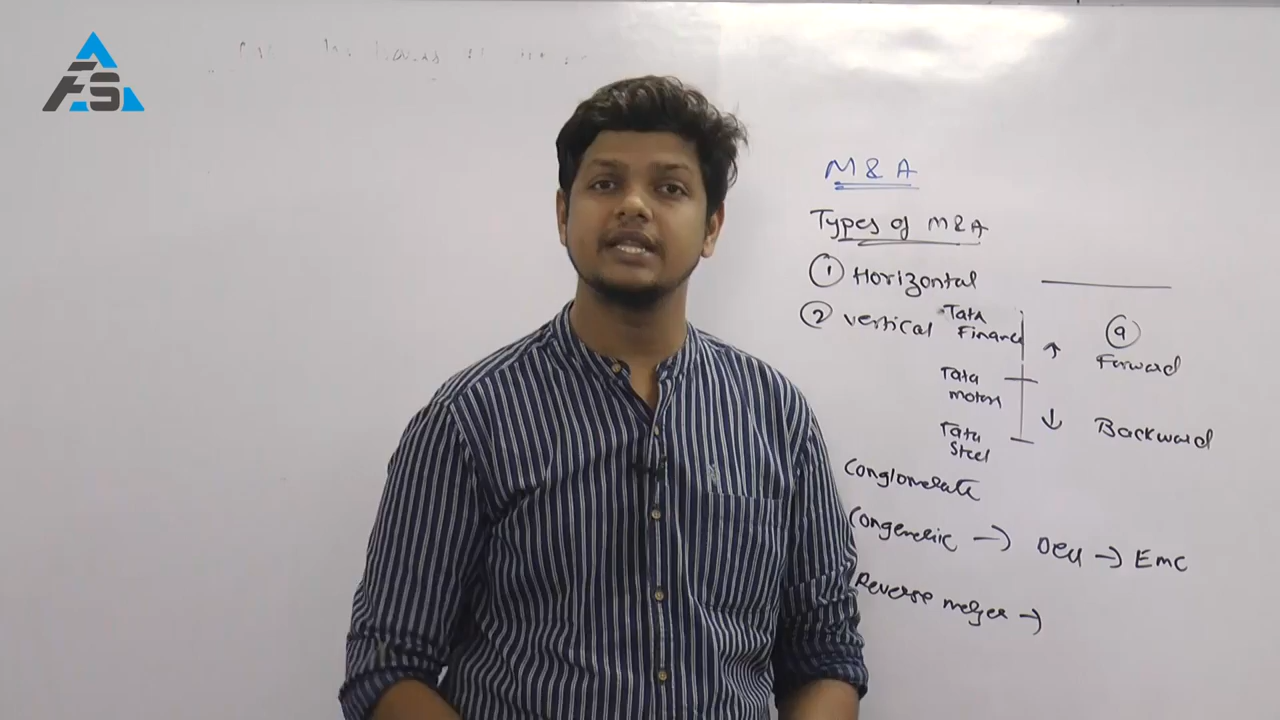 FS
M & A
Types of M&A
① Horizontal
② vertical
Tata
Finance
a
Forward
Tata
motors
Backward
Tata
Steel
Conglomerate
Congeneric → Dell → EMC
Reverse merger →